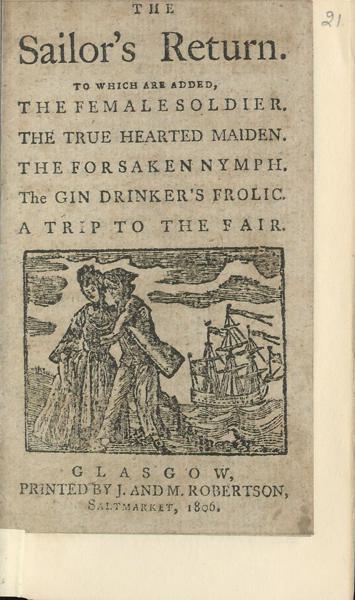 THE
Sailor's Return.
TO WHICH ARE ADDED,
THE FEMALE SOLDIER.
THE TRUE HEARTED MAIDEN.
THE FORSAKEN NYMPH.
The GIN DRINKER'S FROLIC.
A TRIP TO THE FAIR.
GLASGOW,
PRINTED BY J. AND M. ROBERTSON,
SALTMARKET, 1806.
21